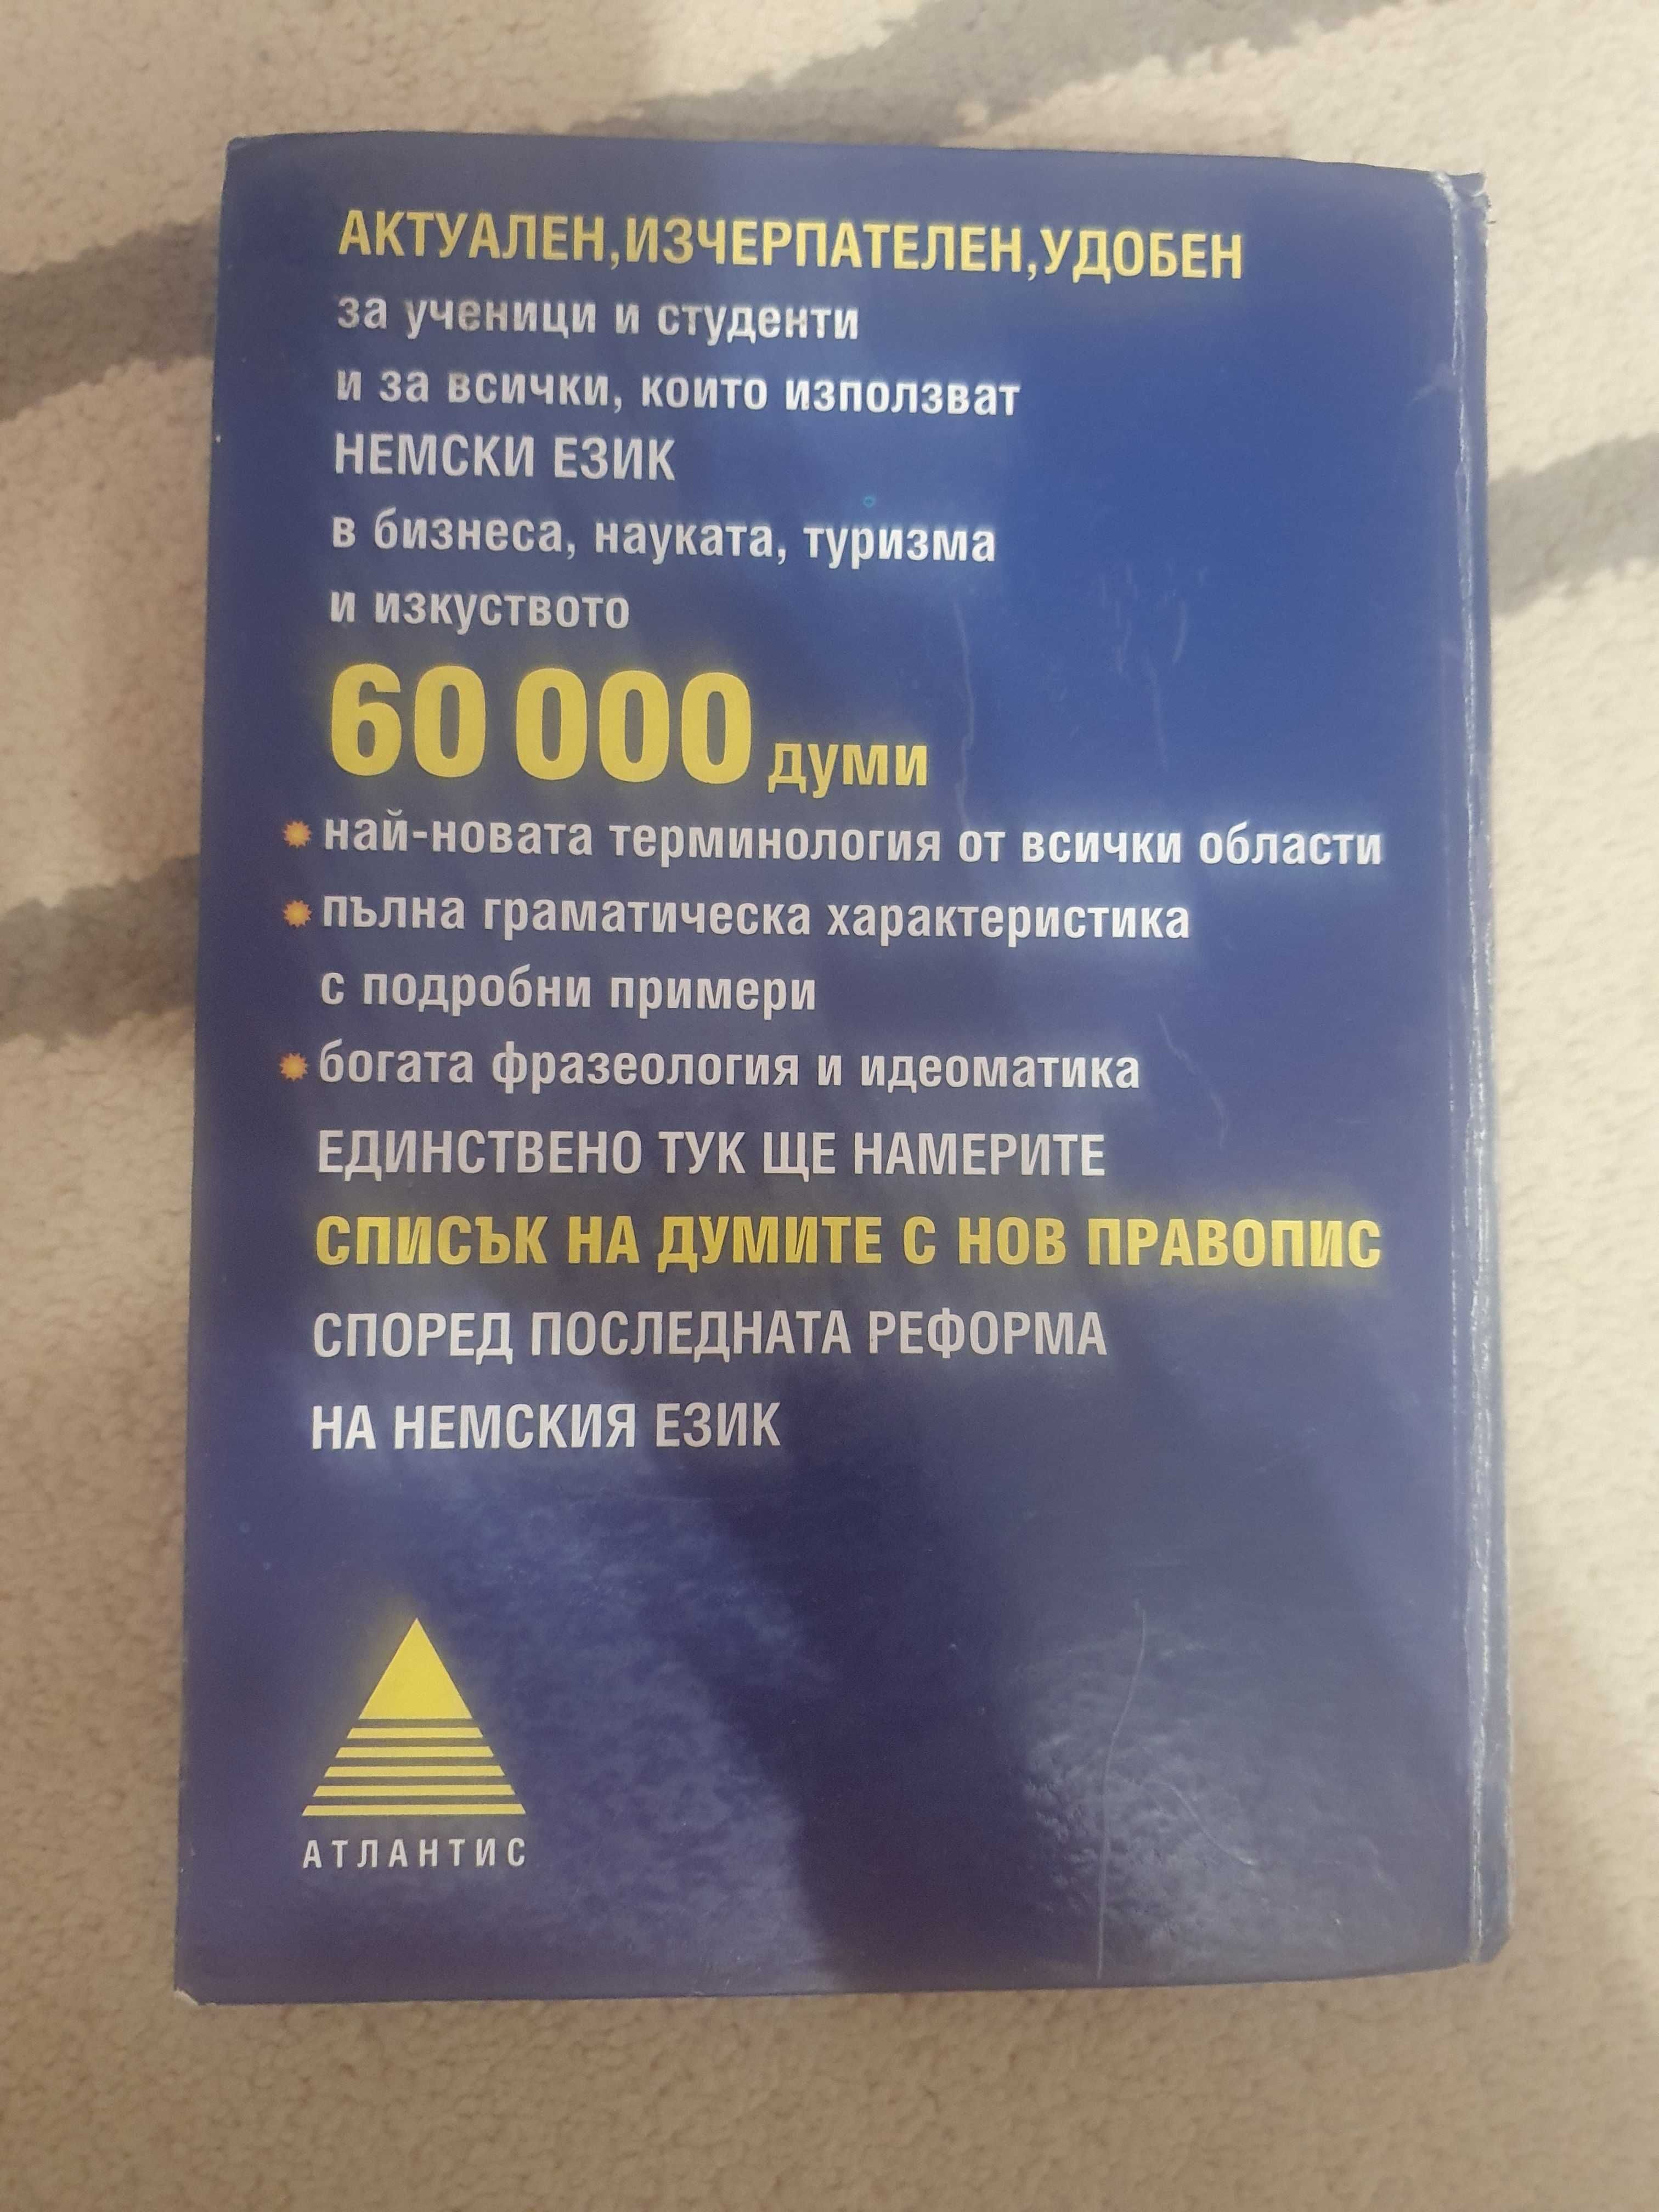 АКТУАЛЕН,ИЗЧЕРПАТЕЛЕН,УДОБЕН
за ученици и студенти
и за всички, които използват
НЕМСКИ ЕЗИК
в бизнеса, науката, туризма
и изкуството
60 000 думи
най-новата терминология от всички области
пълна граматическа характеристика
с подробни примери
богата фразеология и идеоматика
ЕДИНСТВЕНО ТУК ЩЕ НАМЕРИТЕ
СПИСЪК НА ДУМИТЕ С НОВ ПРАВОПИС
СПОРЕД ПОСЛЕДНАТА РЕФОРМА
НА НЕМСКИЯ ЕЗИК
АТЛАНТИС